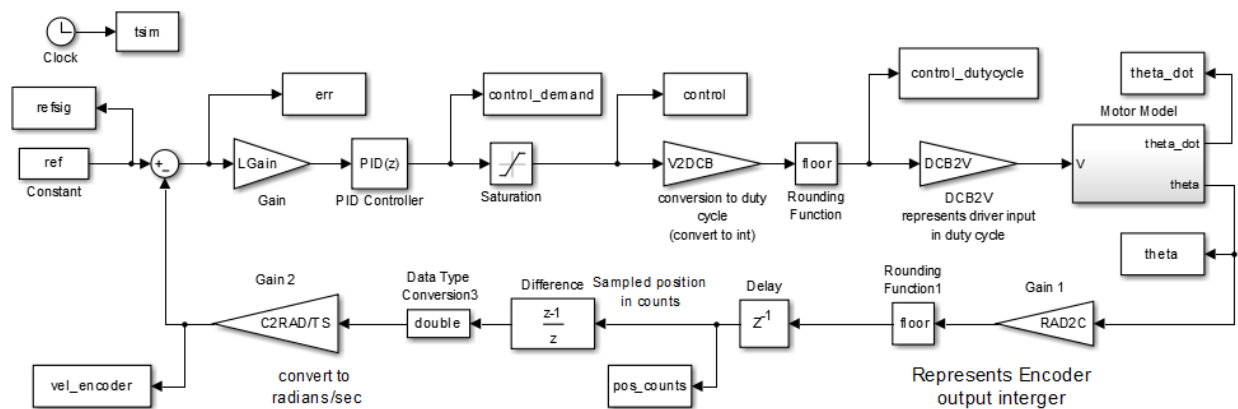 tsim
Clock
refsig
err
control_demand
control
control_dutycycle
theta_dot
Motor Model
ref
Constant
+
−
LGain
Gain
PID(z)
PID Controller
Saturation
V2DCB
conversion to duty
cycle
(convert to int)
floor
Rounding
Function
DCB2V
DCB2V
represents driver input
in duty cycle
V
theta_dot
theta
theta
Gain 2
C2RAD/TS
convert to
radians/sec
vel_encoder
Data Type
Conversion3
double
Difference
z-1
z
Sampled position
in counts
pos_counts
Delay
Z-1
Rounding
Function1
floor
Gain 1
RAD2C
Represents Encoder
output interger